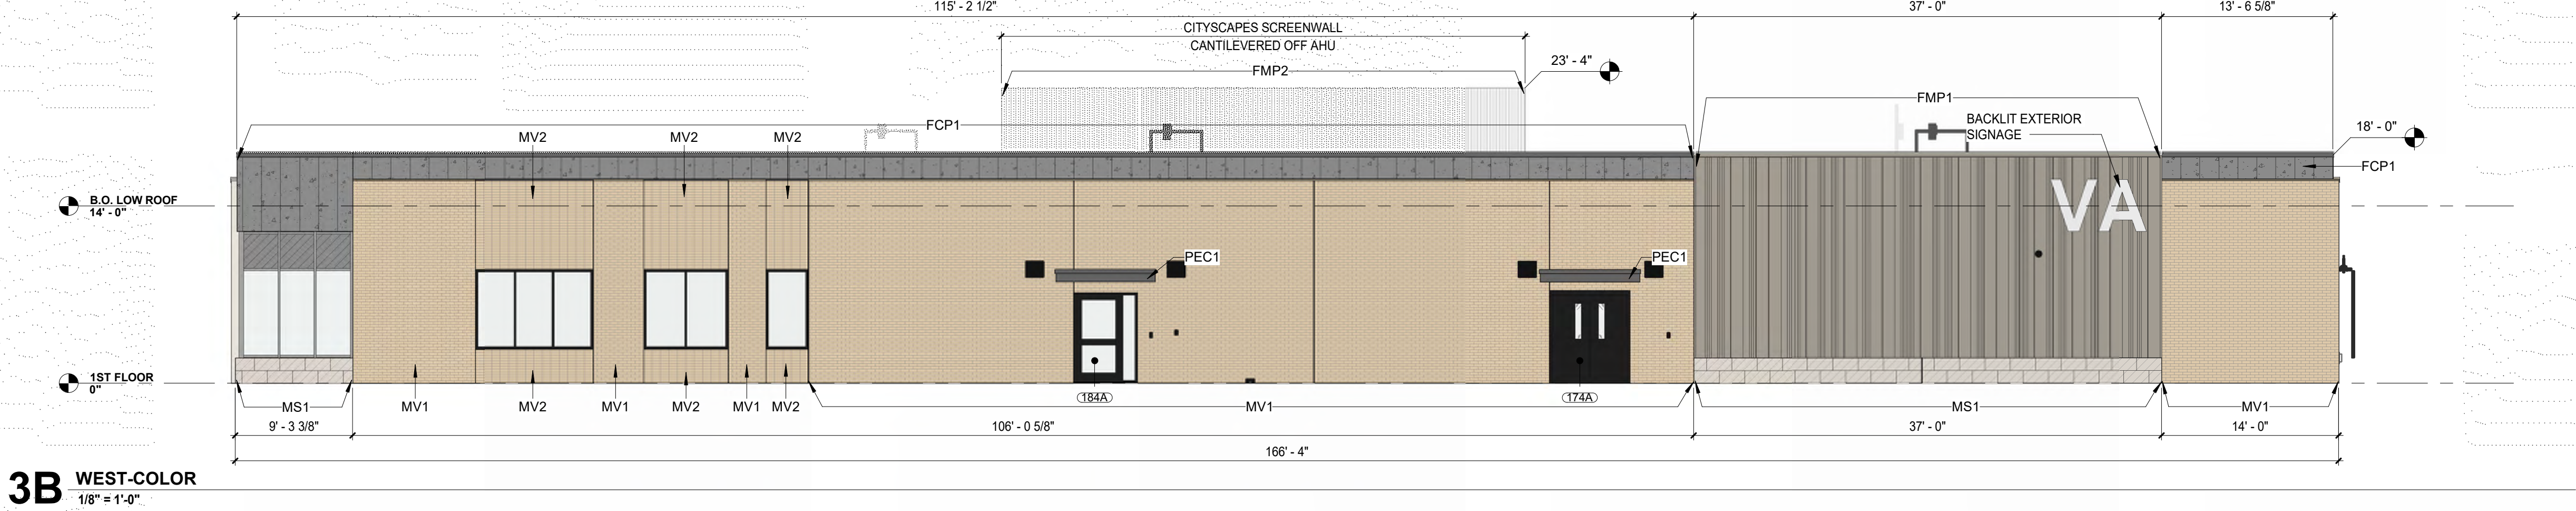 115' - 2 1/2"
37' - 0"
13' - 6 5/8"
CITYSCAPES SCREENWALL
CANTILEVERED OFF AHU
FMP2
23' - 4"
FMP1
BACKLIT EXTERIOR
SIGNAGE
FCP1
18' - 0"
MV2
MV2
MV2
FCP1
B.O. LOW ROOF
14' - 0"
VA
PEC1
PEC1
1ST FLOOR
0"
184A
174A
MS1
MV1
MV2
MV1
MV2
MV1
MV2
MV1
MS1
MV1
9' - 3 3/8"
106' - 0 5/8"
37' - 0"
14' - 0"
166' - 4"
3B
WEST-COLOR
1/8" = 1'-0"